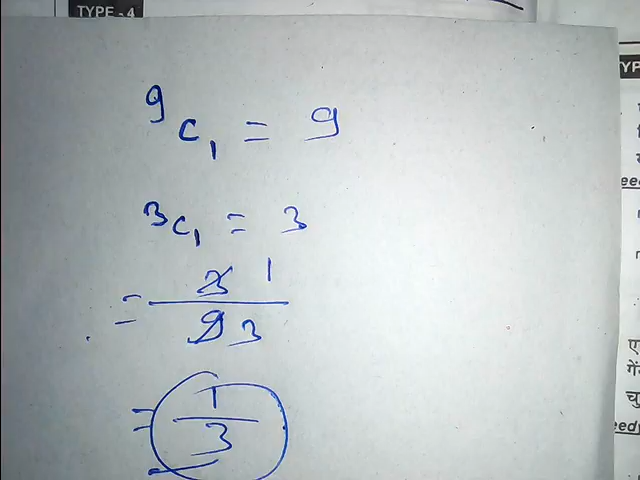 TYPE - 4
⁹C₁ = 9
³C₁ = 3
= 3 1 / 9 3
= 1 / 3